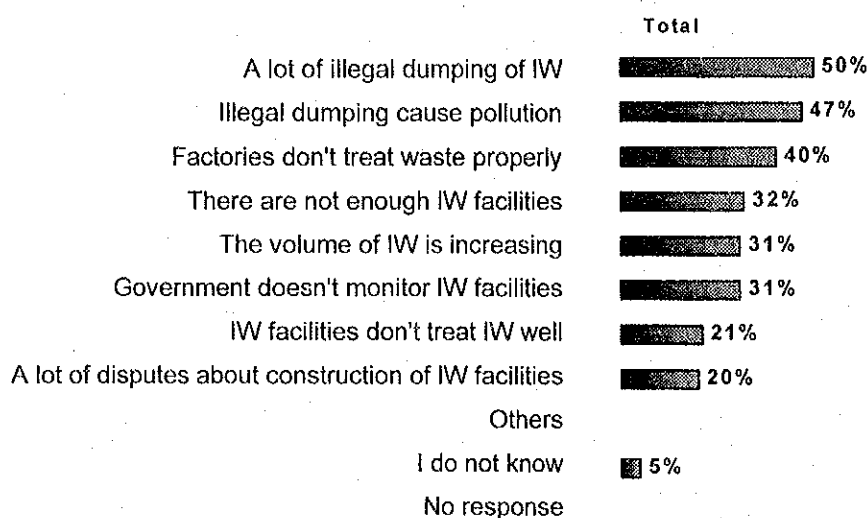 Total
A lot of illegal dumping of IW 50%
Illegal dumping cause pollution 47%
Factories don't treat waste properly 40%
There are not enough IW facilities 32%
The volume of IW is increasing 31%
Government doesn't monitor IW facilities 31%
IW facilities don't treat IW well 21%
A lot of disputes about construction of IW facilities 20%
Others
I do not know 5%
No response